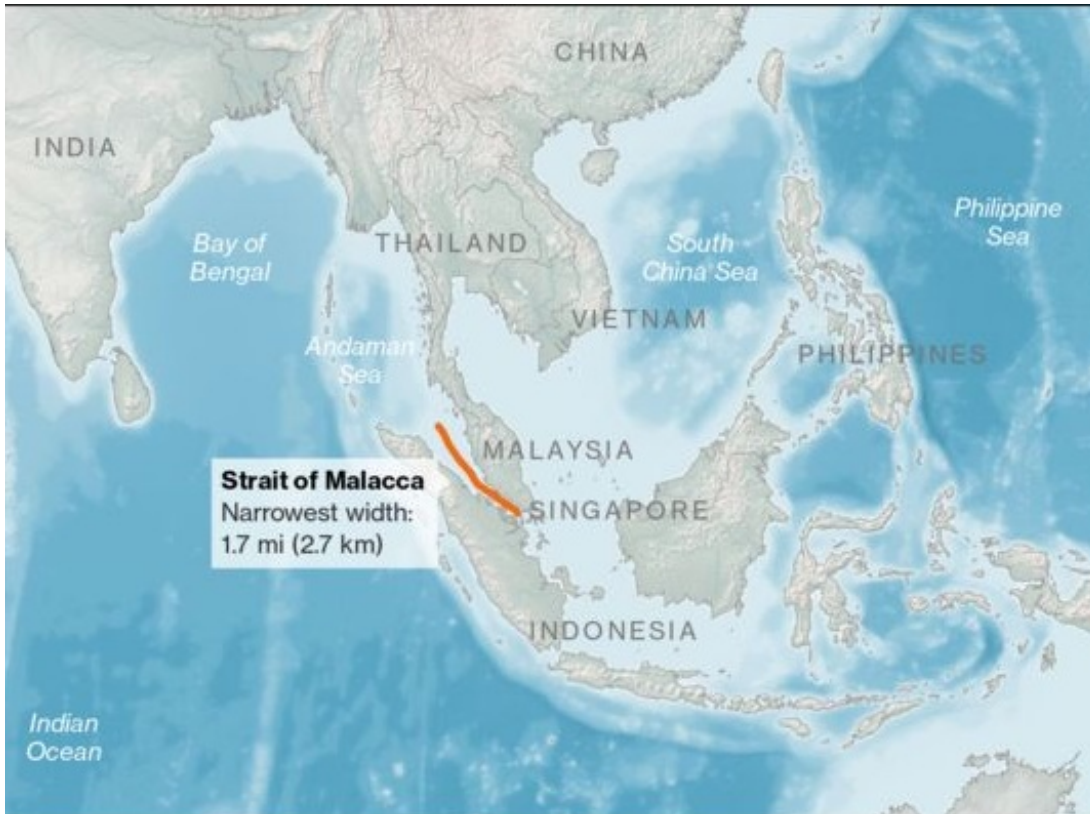 CHINA
INDIA
Philippine
Sea
Bay of
Bengal
THAILAND
South
China Sea
VIETNAM
Andaman
Sea
PHILIPPINES
MALAYSIA
Strait of Malacca
Narrowest width:
1.7 mi (2.7 km)
SINGAPORE
INDONESIA
Indian
Ocean